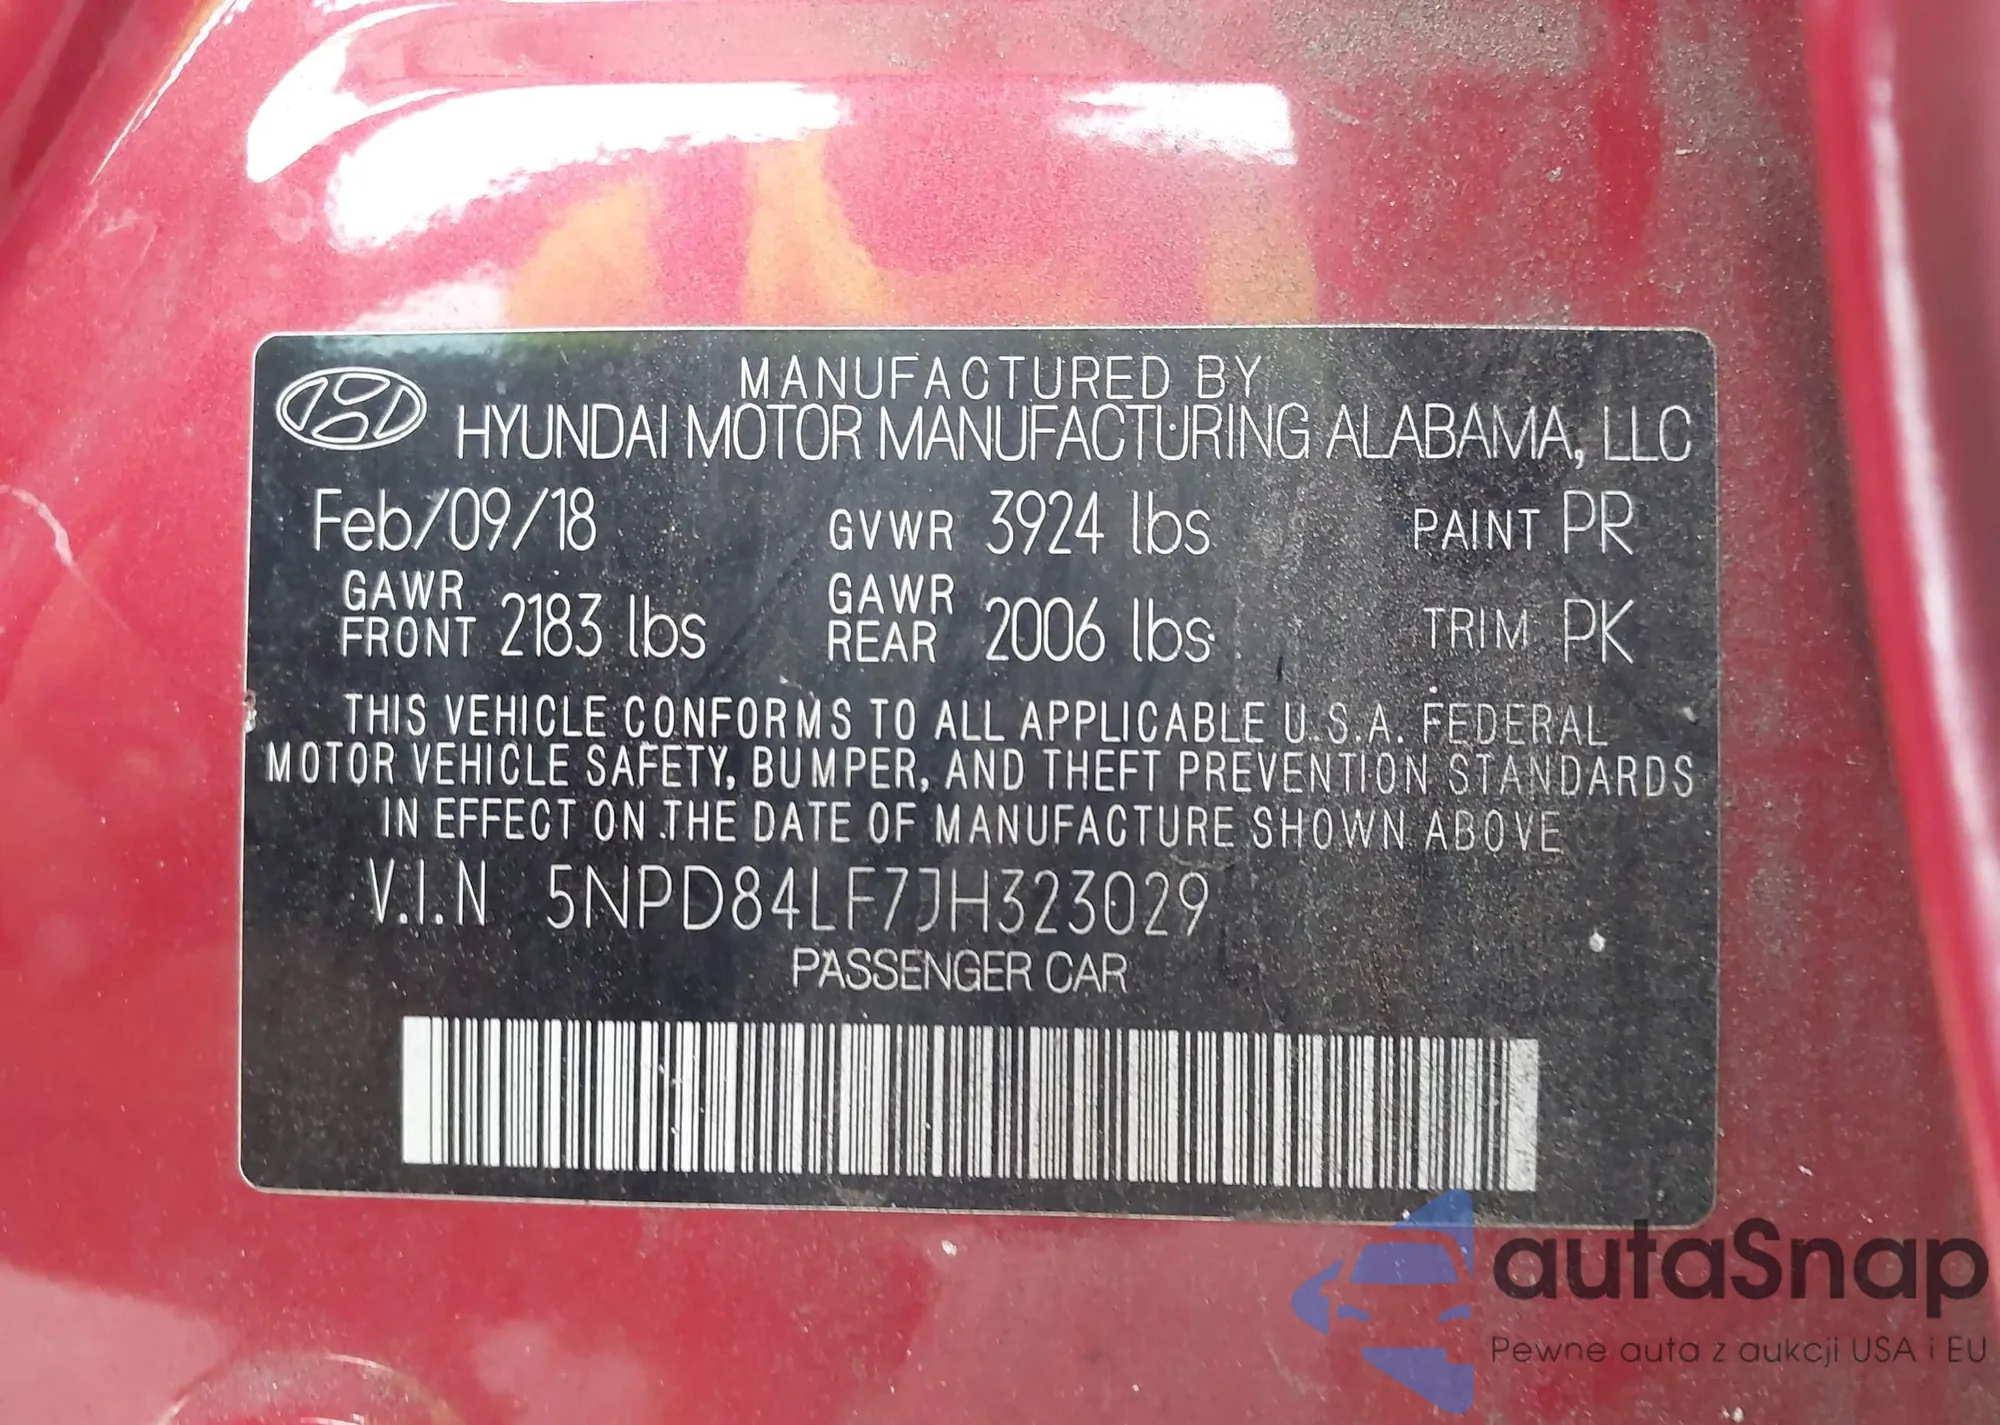 MANUFACTURED BY
HYUNDAI MOTOR MANUFACTURING ALABAMA, LLC
Feb/09/18 GVWR 3924 lbs PAINT PR
GAWR FRONT 2183 lbs GAWR REAR 2006 lbs TRIM PK
THIS VEHICLE CONFORMS TO ALL APPLICABLE U.S.A. FEDERAL
MOTOR VEHICLE SAFETY, BUMPER, AND THEFT PREVENTION STANDARDS
IN EFFECT ON THE DATE OF MANUFACTURE SHOWN ABOVE
V.I.N 5NPD84LF7JH323029
PASSENGER CAR
autaSnap
Pewne auta z aukcji USA i EU